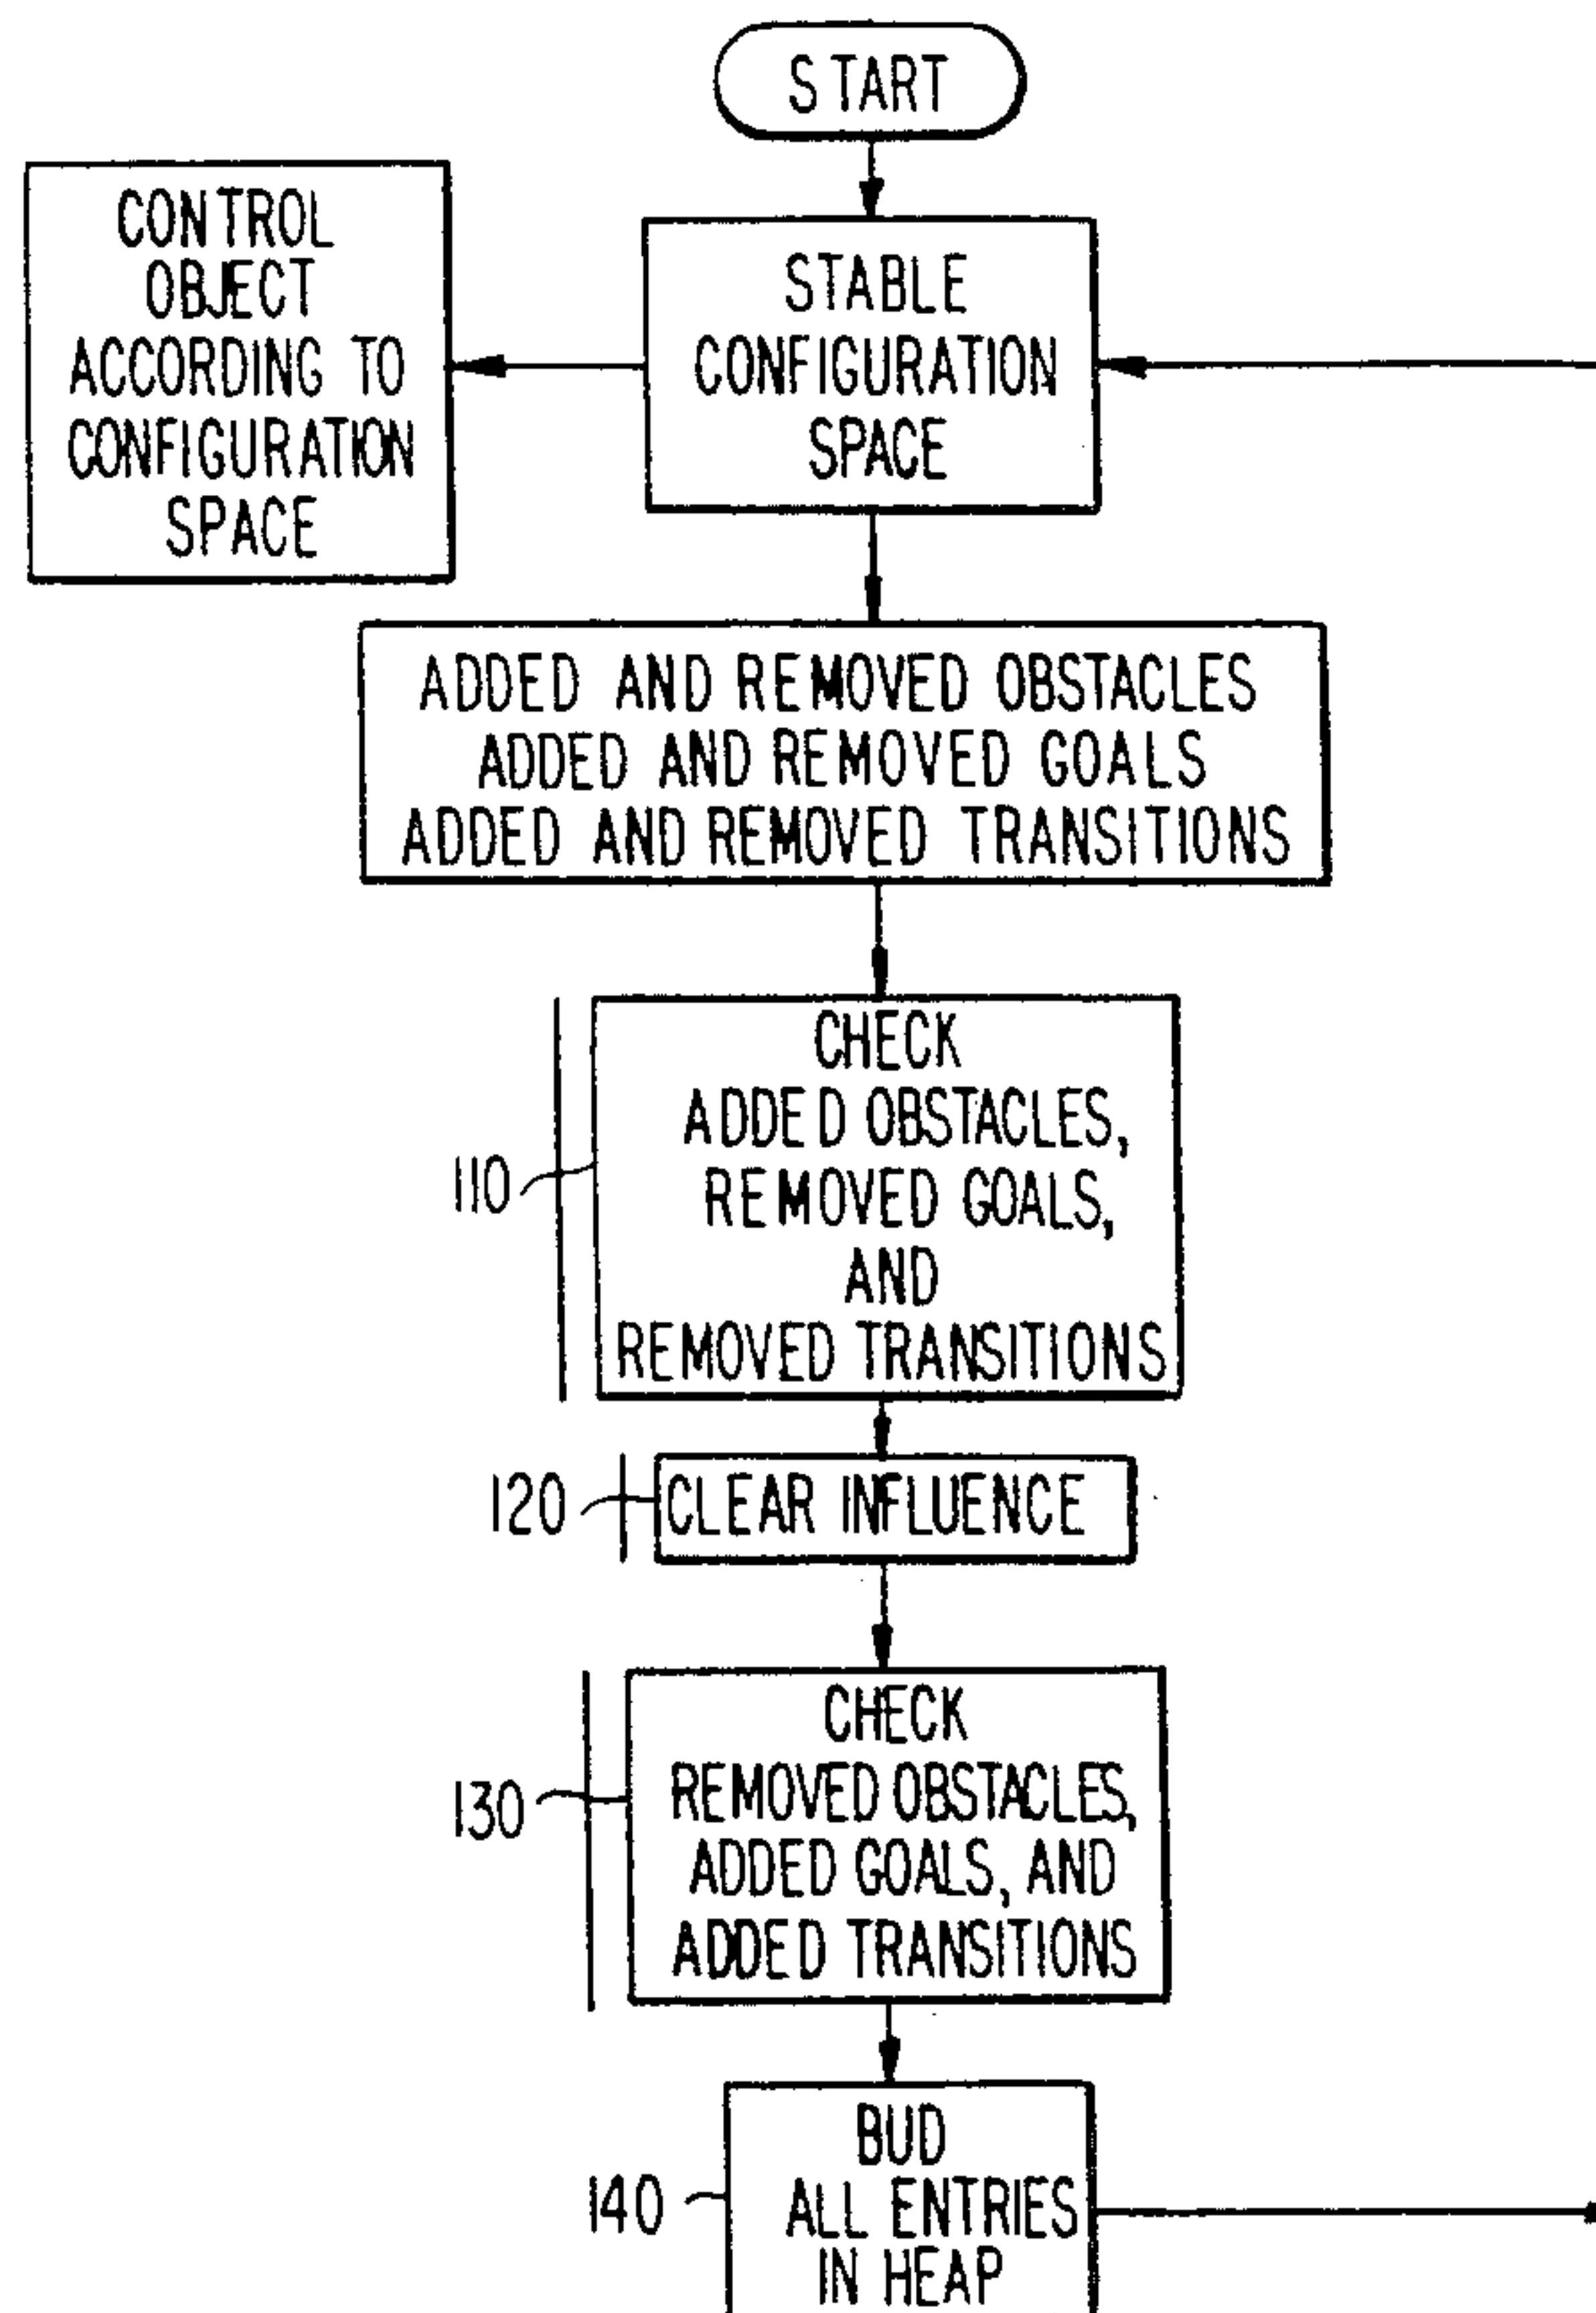 START
CONTROL
OBJECT
ACCORDING TO
CONFIGURATION
SPACE
STABLE
CONFIGURATION
SPACE
ADDED AND REMOVED OBSTACLES
ADDED AND REMOVED GOALS
ADDED AND REMOVED TRANSITIONS
110
CHECK
ADDED OBSTACLES,
REMOVED GOALS,
AND
REMOVED TRANSITIONS
120
CLEAR INFLUENCE
130
CHECK
REMOVED OBSTACLES,
ADDED GOALS, AND
ADDED TRANSITIONS
140
BUD
ALL ENTRIES
IN HEAP